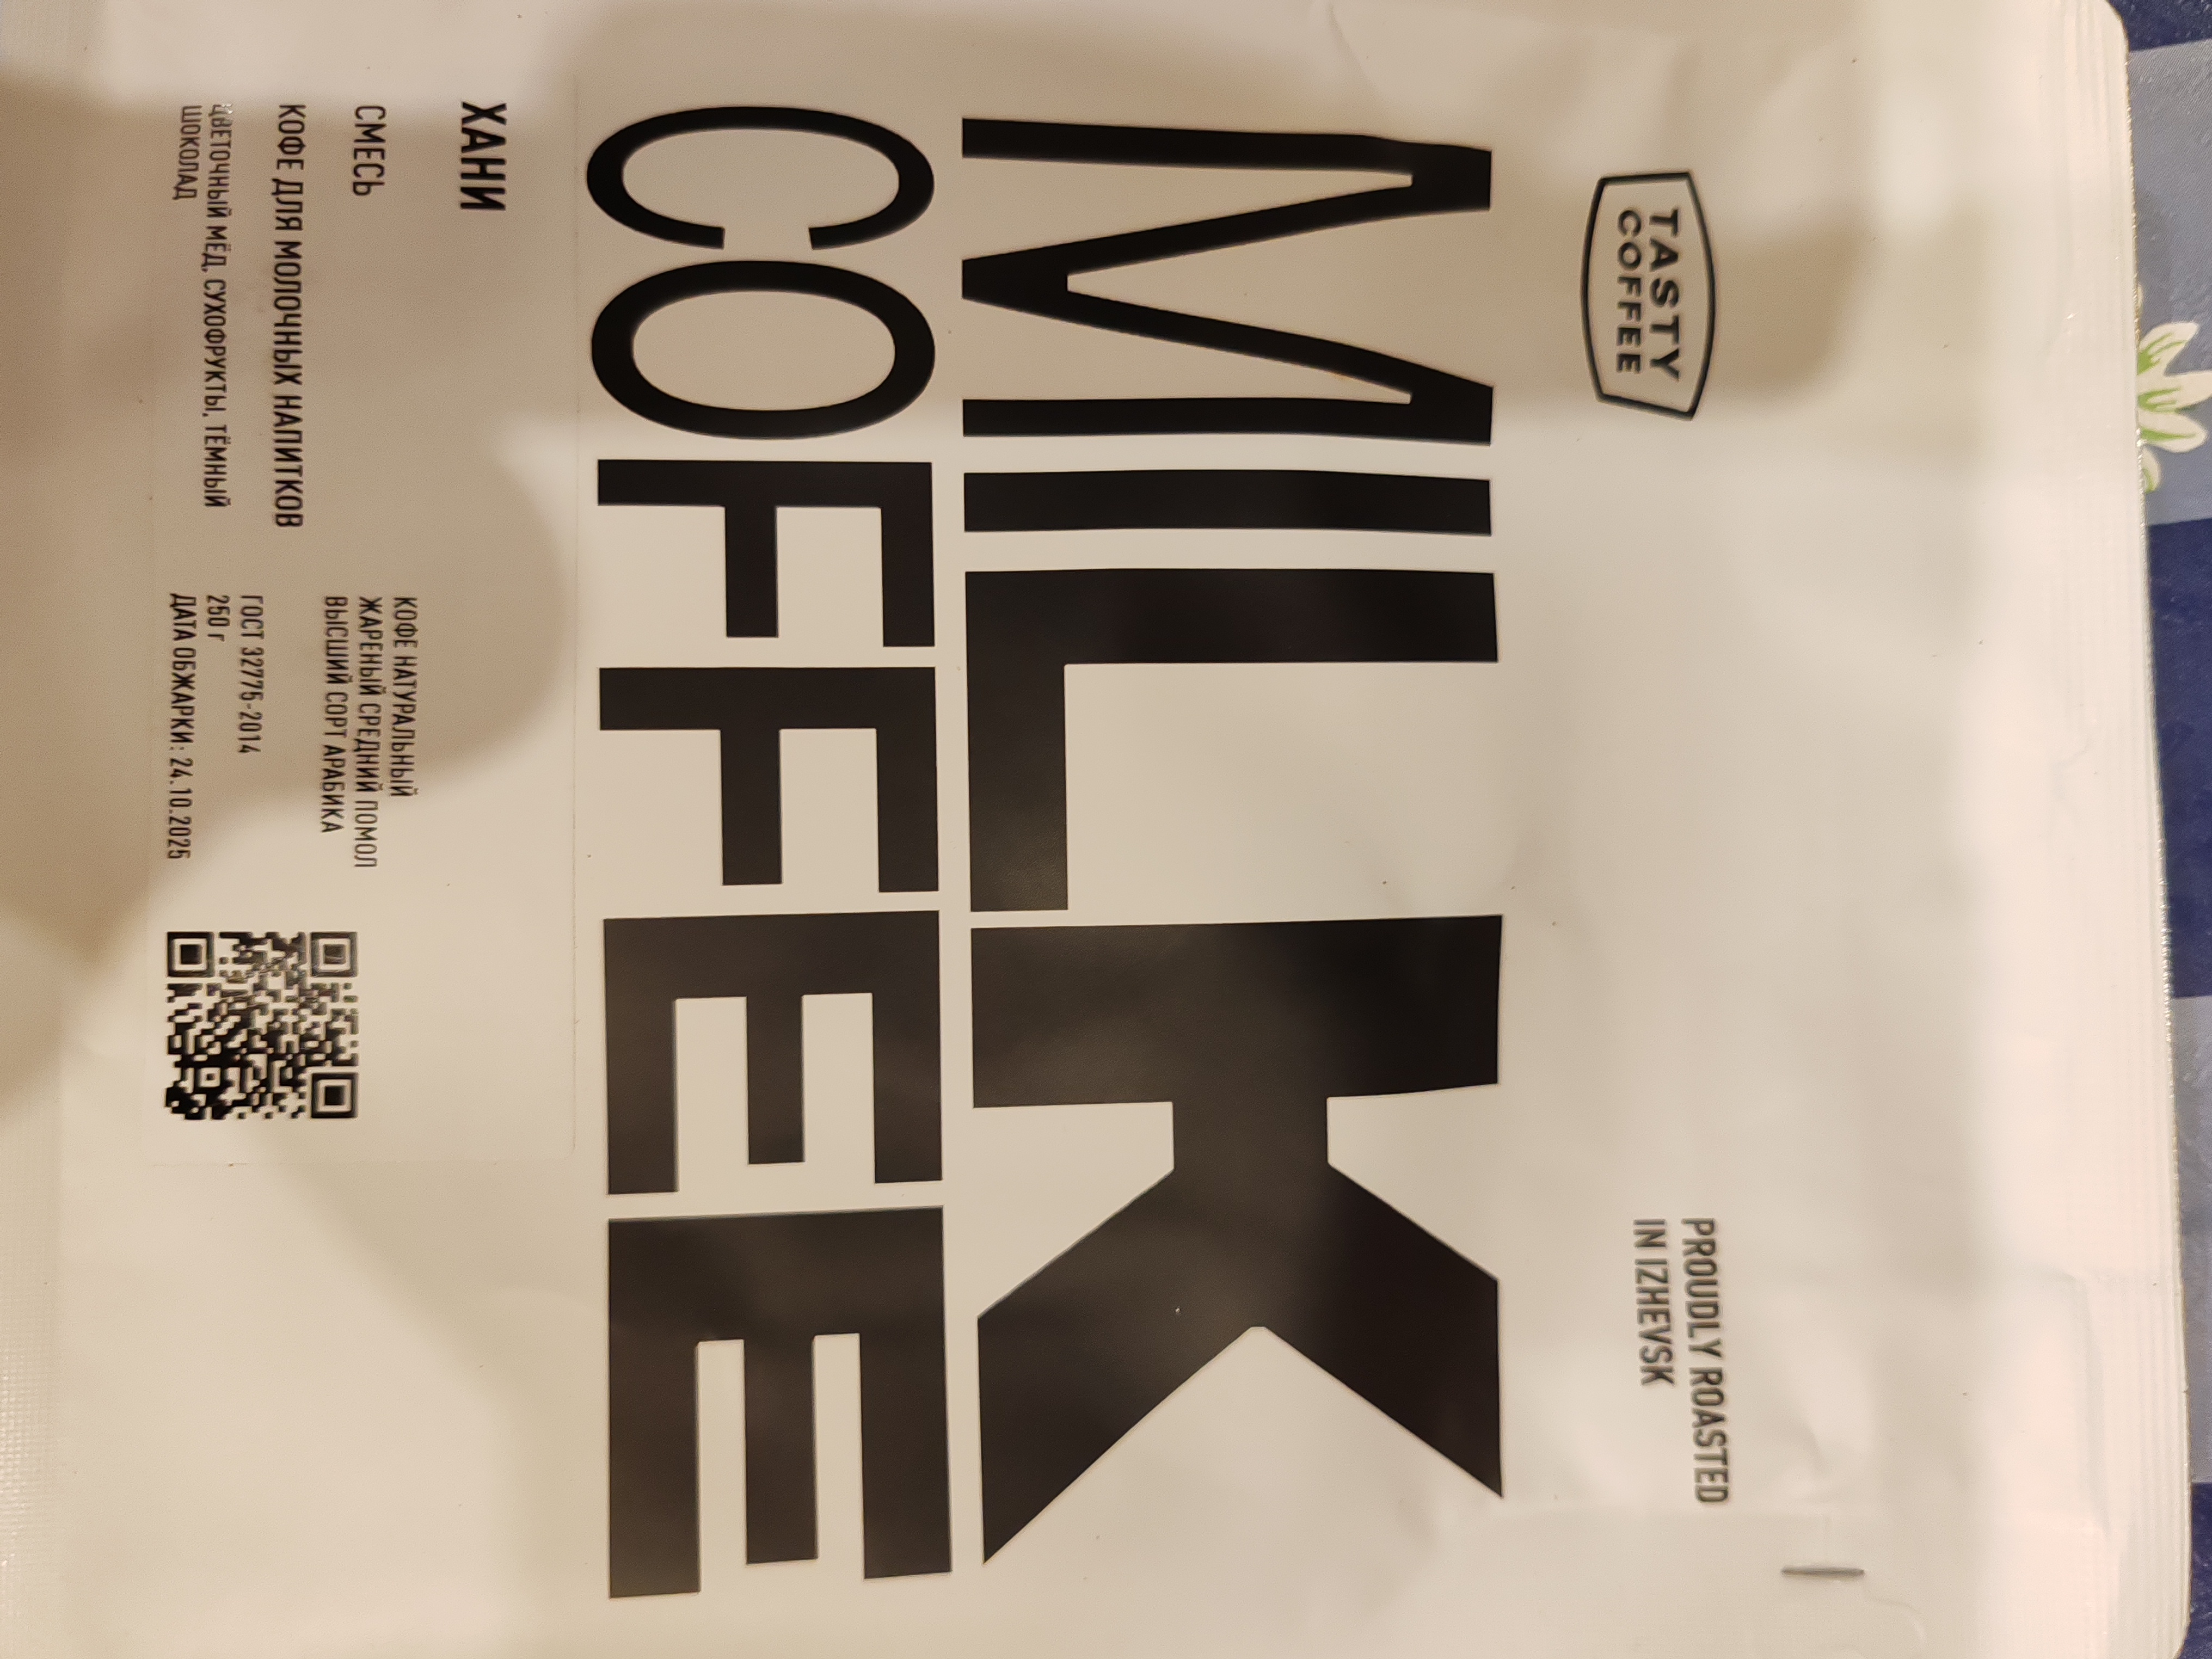 TASTY
COFFEE
PROUDLY ROASTED
IN IZHEVSK
MILK
COFFEE
ХАНИ
СМЕСЬ
КОФЕ ДЛЯ МОЛОЧНЫХ НАПИТКОВ
ЦВЕТОЧНЫЙ МЁД, СУХОФРУКТЫ, ТЁМНЫЙ
ШОКОЛАД
КОФЕ НАТУРАЛЬНЫЙ
ЖАРЕНЫЙ СРЕДНИЙ ПОМОЛ
ВЫСШИЙ СОРТ АРАБИКА
ГОСТ 32775-2014
250 г
ДАТА ОБЖАРКИ: 24.10.2025